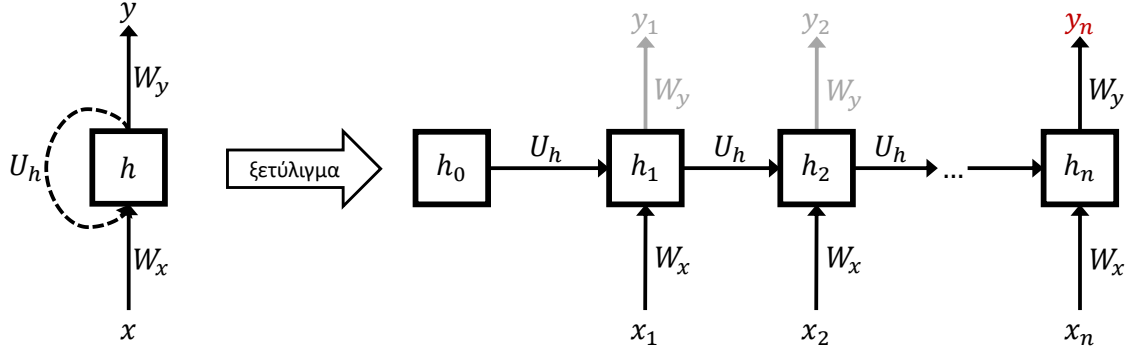 y
W_y
U_h
h
W_x
x
ξετύλιγμα
y_1 y_2 y_n
W_y W_y W_y
h_0 U_h h_1 U_h h_2 U_h ... h_n
W_x W_x W_x
x_1 x_2 x_n